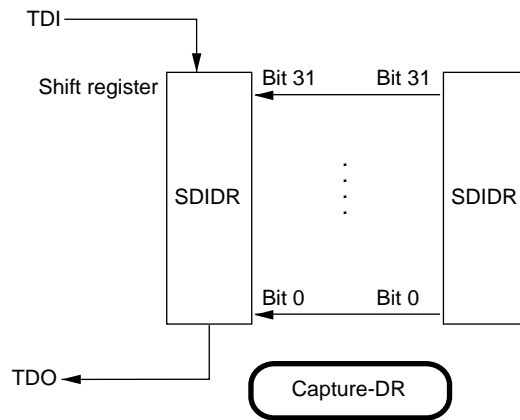 TDI
Shift register
Bit 31 Bit 31
SDIDR SDIDR
Bit 0 Bit 0
TDO
Capture-DR